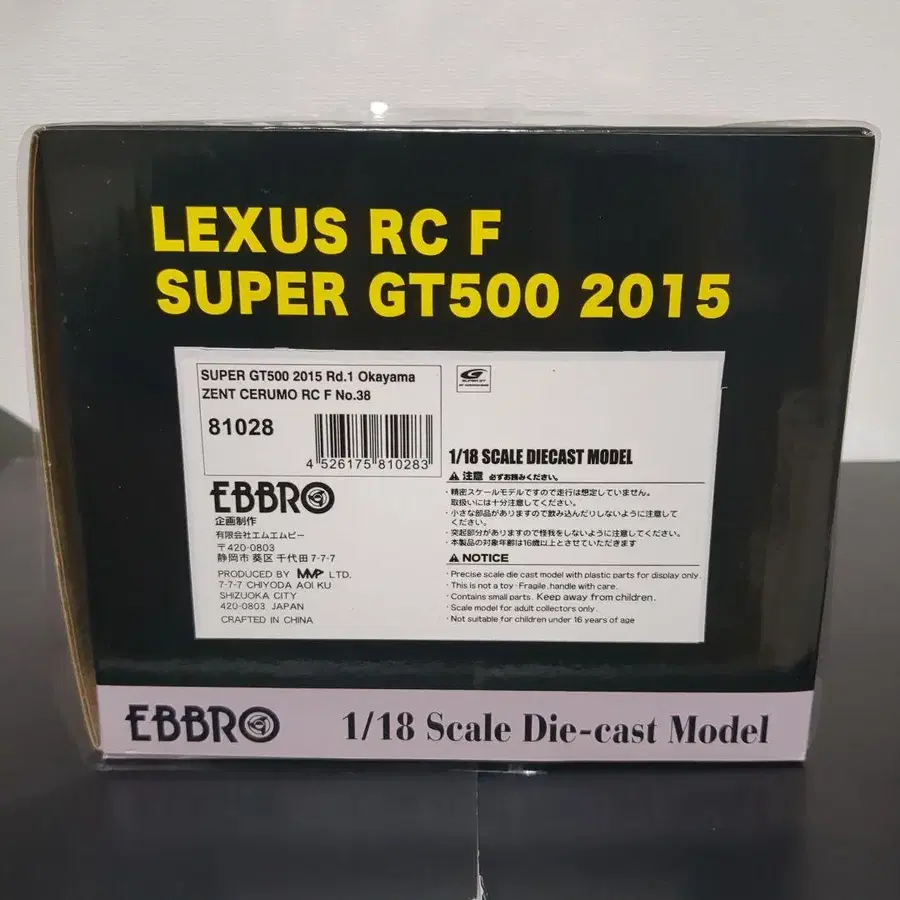 LEXUS RC F
SUPER GT500 2015
SUPER GT500 2015 Rd.1 Okayama
ZENT CERUMO RC F No.38
81028
4 526175 810283
SUPER GT
1/18 SCALE DIECAST MODEL
注意 必ずお読みください。
・精密スケールモデルですので走行は想定していません。
取扱いには十分注意してください。
・小さな部品がありますので飲み込んだりしないように注意して
ください。
・突起部分がありますので怪我をしないように注意してください。
・本製品の対象年齢は16歳以上とさせていただきます
NOTICE
・Precise scale die cast model with plastic parts for display only.
・This is not a toy・Fragile, handle with care.
・Contains small parts. Keep away from children.
・Scale model for adult collectors only.
・Not suitable for children under 16 years of age
EBBRO
企画制作
有限会社エムエムピー
〒420-0803
静岡市 葵区 千代田 7-7-7
PRODUCED BY MMP LTD.
7-7-7 CHIYODA AOI KU
SHIZUOKA CITY
420-0803 JAPAN
CRAFTED IN CHINA
EBBRO 1/18 Scale Die-cast Model